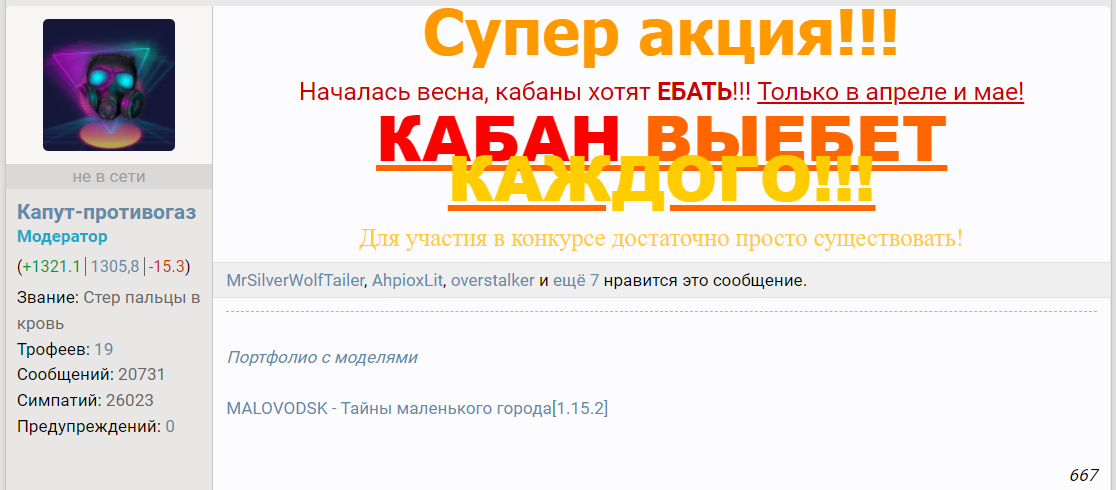 Супер акция!!!
Началась весна, кабаны хотят ЕБАТЬ!!! Только в апреле и мае!
КАБАН ВЫЕБЕТ
КАЖДОГО!!!
Для участия в конкурсе достаточно просто существовать!
не в сети
Капут-противогаз
Модератор
(+1321.1|1305,8|-15.3)
Звание: Стер пальцы в
кровь
Трофеев: 19
Сообщений: 20731
Симпатий: 26023
Предупреждений: 0
MrSilverWolfTailer, AhpioxLit, overstalker и ещё 7 нравится это сообщение.
Портфолио с моделями
MALOVODSK - Тайны маленького города[1.15.2]
667